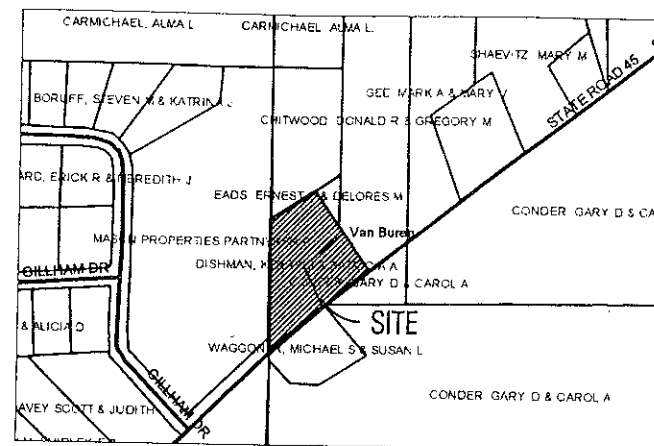 CARMICHAEL, ALMA L
CARMICHAEL, ALMA L.
SHAEVITZ MARY M
BORUFF, STEVEN M & KATRINA J
GEE MARK A & MARY V
STATE ROAD 45
CHITWOOD DONALD R & GREGORY M
ARD, ERICK R & MEREDITH J
EADS ERNEST & DELORES M
CONDER GARY D & CA
Van Buren
MASON PROPERTIES
DISHMAN,
GILLHAM DR
GARY D & CAROL A
& ALICIA D
SITE
WAGGON MICHAEL S & SUSAN L
GILLHAM DR
CONDER GARY D & CAROL A
AVEY SCOTT & JUDITH